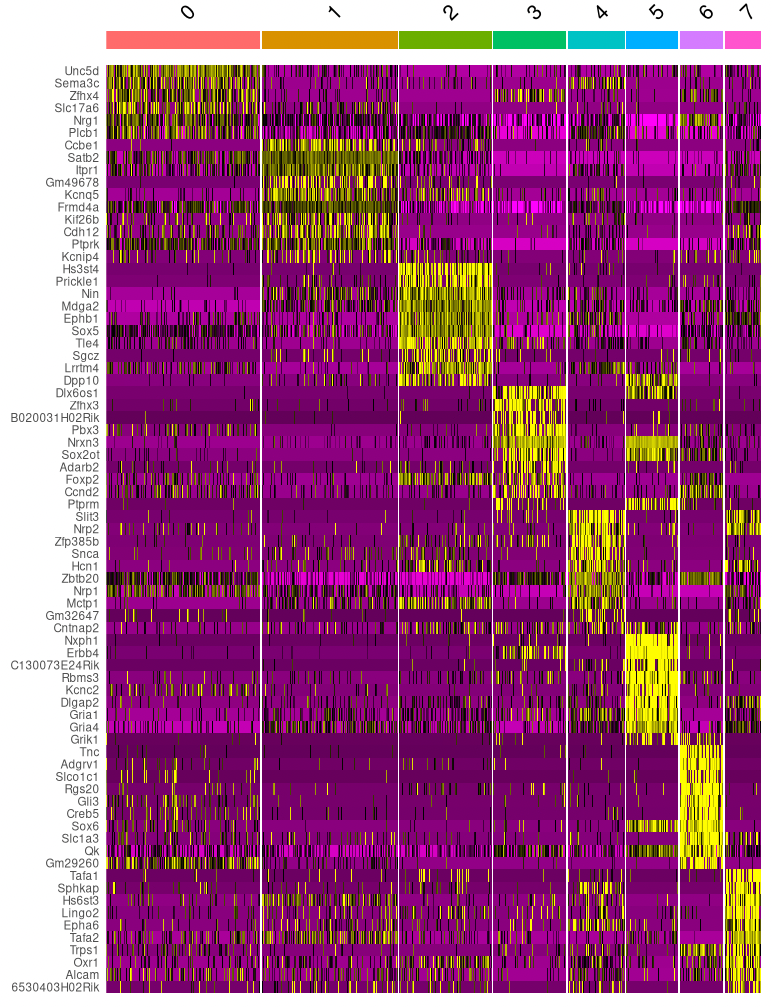 0 1 2 3 4 5 6 7
Unc5d
Sema3c
Zfhx4
Slc17a6
Nrg1
Plcb1
Ccbe1
Satb2
Itpr1
Gm49678
Kcnq5
Frmd4a
Kif26b
Cdh12
Ptprk
Kcnip4
Hs3st4
Prickle1
Nin
Mdga2
Ephb1
Sox5
Tle4
Sgcz
Lrrtm4
Dpp10
Dlx6os1
Zfhx3
B020031H02Rik
Pbx3
Nrxn3
Sox2ot
Adarb2
Foxp2
Ccnd2
Ptprm
Slit3
Nrp2
Zfp385b
Snca
Hcn1
Zbtb20
Nrp1
Mctp1
Gm32647
Cntnap2
Nxph1
Erbb4
C130073E24Rik
Rbms3
Kcnc2
Dlgap2
Gria1
Gria4
Grik1
Tnc
Adgrv1
Slco1c1
Rgs20
Gli3
Creb5
Sox6
Slc1a3
Qk
Gm29260
Tafa1
Sphkap
Hs6st3
Lingo2
Epha6
Tafa2
Trps1
Oxr1
Alcam
6530403H02Rik